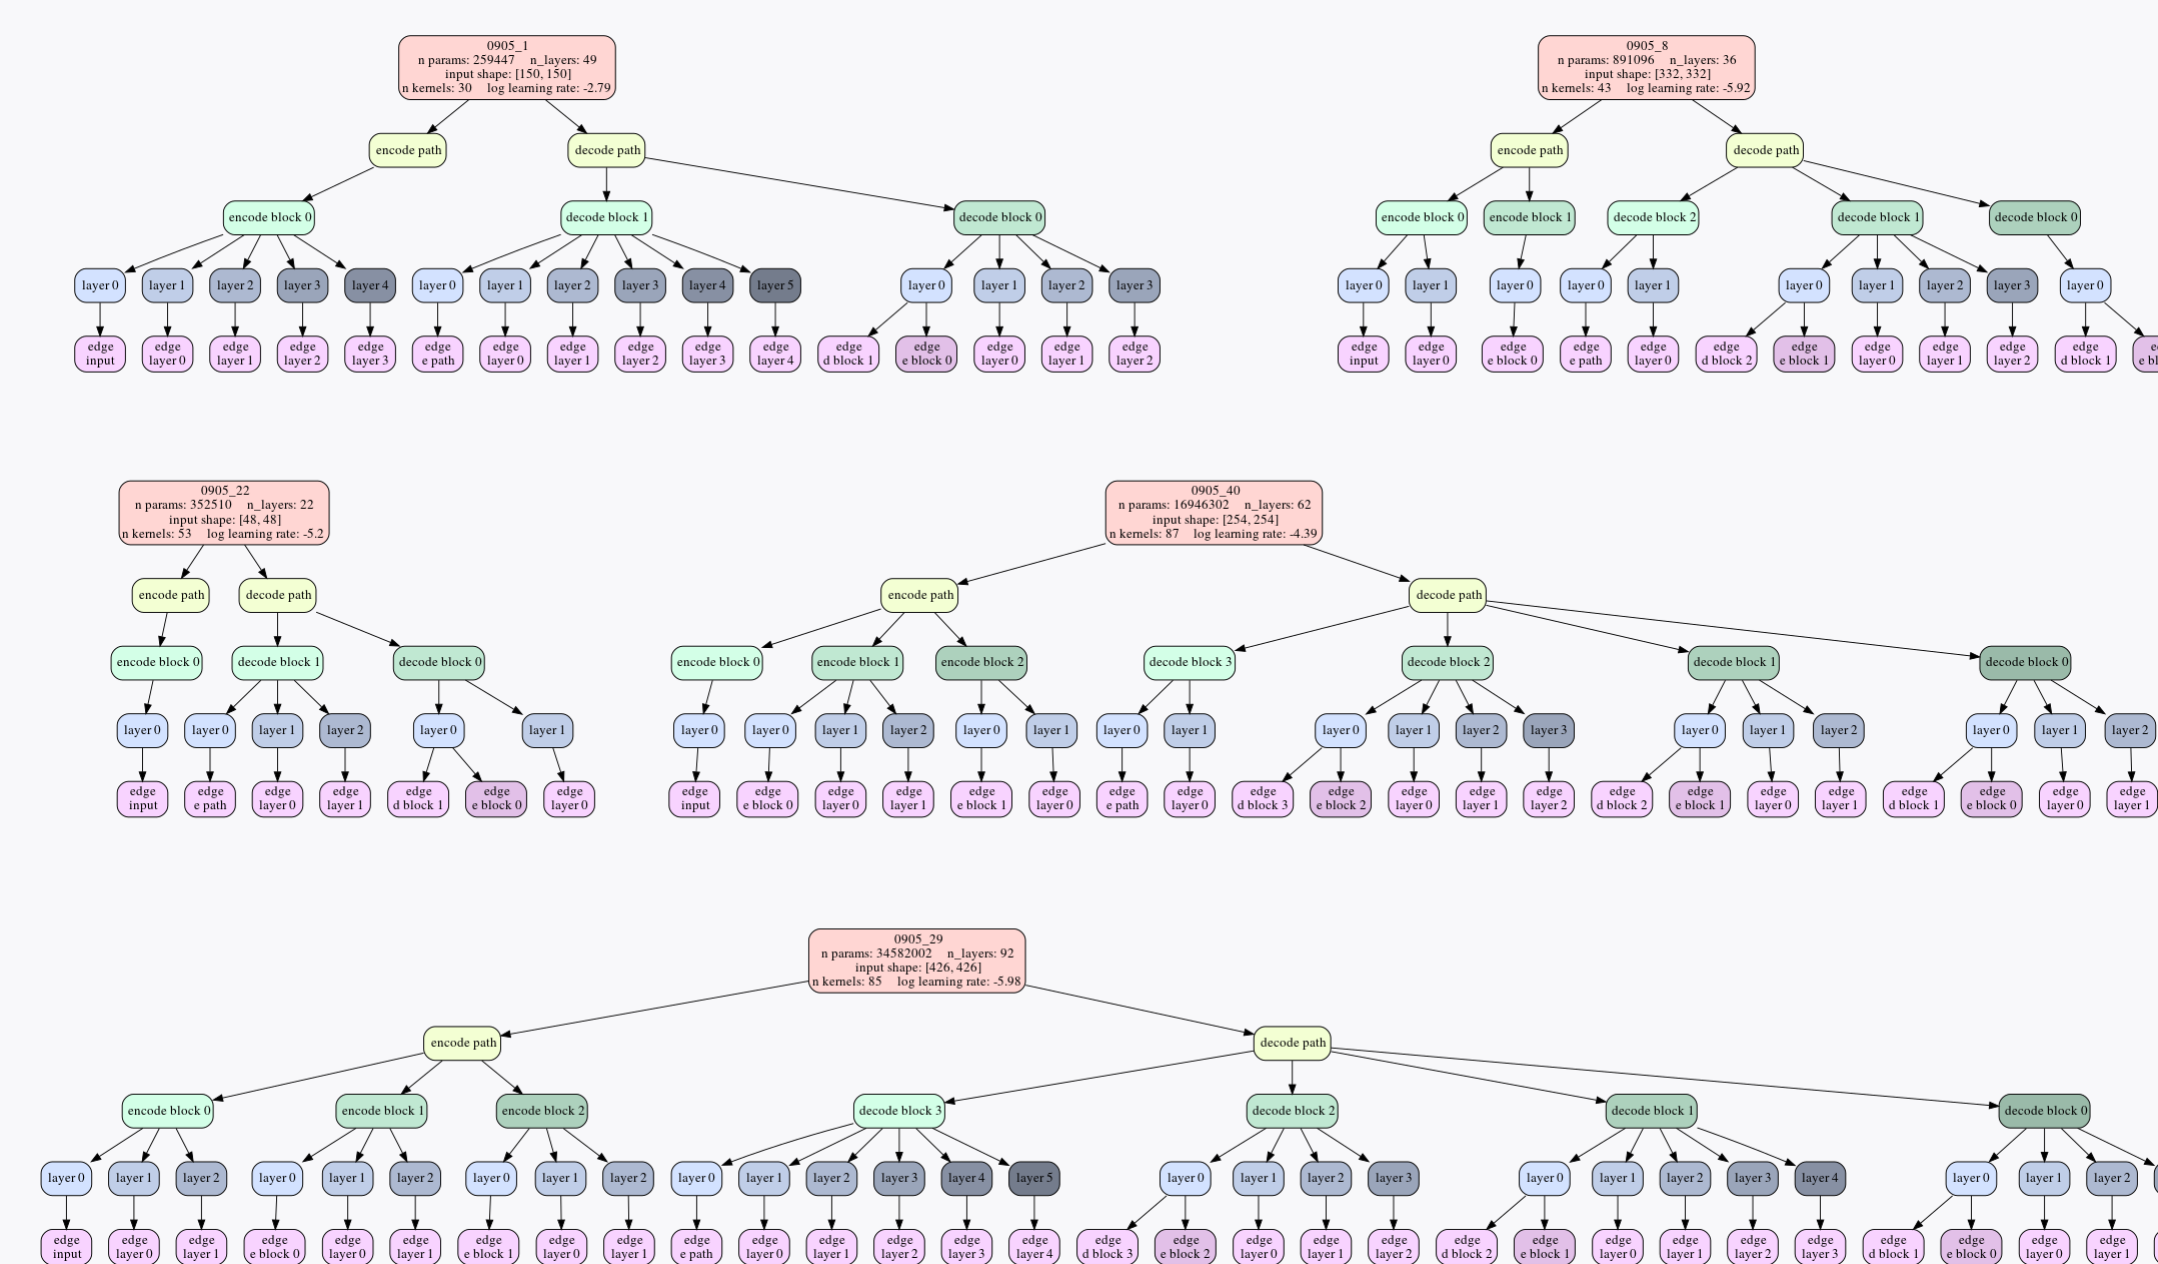 0905_1
n params: 259447 n_layers: 49
input shape: [150, 150]
n kernels: 30 log learning rate: -2.79
encode path
decode path
encode block 0
decode block 1
decode block 0
layer 0
layer 1
layer 2
layer 3
layer 4
layer 0
layer 1
layer 2
layer 3
layer 4
layer 5
layer 0
layer 1
layer 2
layer 3
edge
input
edge
layer 0
edge
layer 1
edge
layer 2
edge
layer 3
edge
e path
edge
layer 0
edge
layer 1
edge
layer 2
edge
layer 3
edge
layer 4
edge
d block 1
edge
e block 0
edge
layer 0
edge
layer 1
edge
layer 2
0905_8
n params: 891096 n_layers: 36
input shape: [332, 332]
n kernels: 43 log learning rate: -5.92
encode path
decode path
encode block 0
encode block 1
decode block 2
decode block 1
decode block 0
layer 0
layer 1
layer 0
layer 0
layer 1
layer 0
layer 1
layer 2
layer 3
layer 0
edge
input
edge
layer 0
edge
e block 0
edge
e path
edge
layer 0
edge
d block 2
edge
e block 1
edge
layer 0
edge
layer 1
edge
layer 2
edge
d block 1
0905_22
n params: 352510 n_layers: 22
input shape: [48, 48]
n kernels: 53 log learning rate: -5.2
encode path
decode path
encode block 0
decode block 1
decode block 0
layer 0
layer 0
layer 1
layer 2
layer 0
layer 1
edge
input
edge
e path
edge
layer 0
edge
layer 1
edge
d block 1
edge
e block 0
edge
layer 0
0905_40
n params: 16946302 n_layers: 62
input shape: [254, 254]
n kernels: 87 log learning rate: -4.39
encode path
decode path
encode block 0
encode block 1
encode block 2
decode block 3
decode block 2
decode block 1
decode block 0
layer 0
layer 0
layer 1
layer 2
layer 0
layer 1
layer 0
layer 1
layer 0
layer 1
layer 2
layer 3
layer 0
layer 1
layer 2
layer 0
layer 1
layer 2
edge
input
edge
e block 0
edge
layer 0
edge
layer 1
edge
e block 1
edge
layer 0
edge
e path
edge
layer 0
edge
d block 3
edge
e block 2
edge
layer 0
edge
layer 1
edge
layer 2
edge
d block 2
edge
e block 1
edge
layer 0
edge
layer 1
edge
d block 1
edge
e block 0
edge
layer 0
edge
layer 1
0905_29
n params: 34582002 n_layers: 92
input shape: [426, 426]
n kernels: 85 log learning rate: -5.98
encode path
decode path
encode block 0
encode block 1
encode block 2
decode block 3
decode block 2
decode block 1
decode block 0
layer 0
layer 1
layer 2
layer 0
layer 1
layer 2
layer 0
layer 1
layer 2
layer 0
layer 1
layer 2
layer 3
layer 4
layer 5
layer 0
layer 1
layer 2
layer 3
layer 0
layer 1
layer 2
layer 3
layer 4
layer 0
layer 1
layer 2
edge
input
edge
layer 0
edge
layer 1
edge
e block 0
edge
layer 0
edge
layer 1
edge
e block 1
edge
layer 0
edge
layer 1
edge
e path
edge
layer 0
edge
layer 1
edge
layer 2
edge
layer 3
edge
layer 4
edge
d block 3
edge
e block 2
edge
layer 0
edge
layer 1
edge
layer 2
edge
d block 2
edge
e block 1
edge
layer 0
edge
layer 1
edge
layer 2
edge
layer 3
edge
d block 1
edge
e block 0
edge
layer 0
edge
layer 1